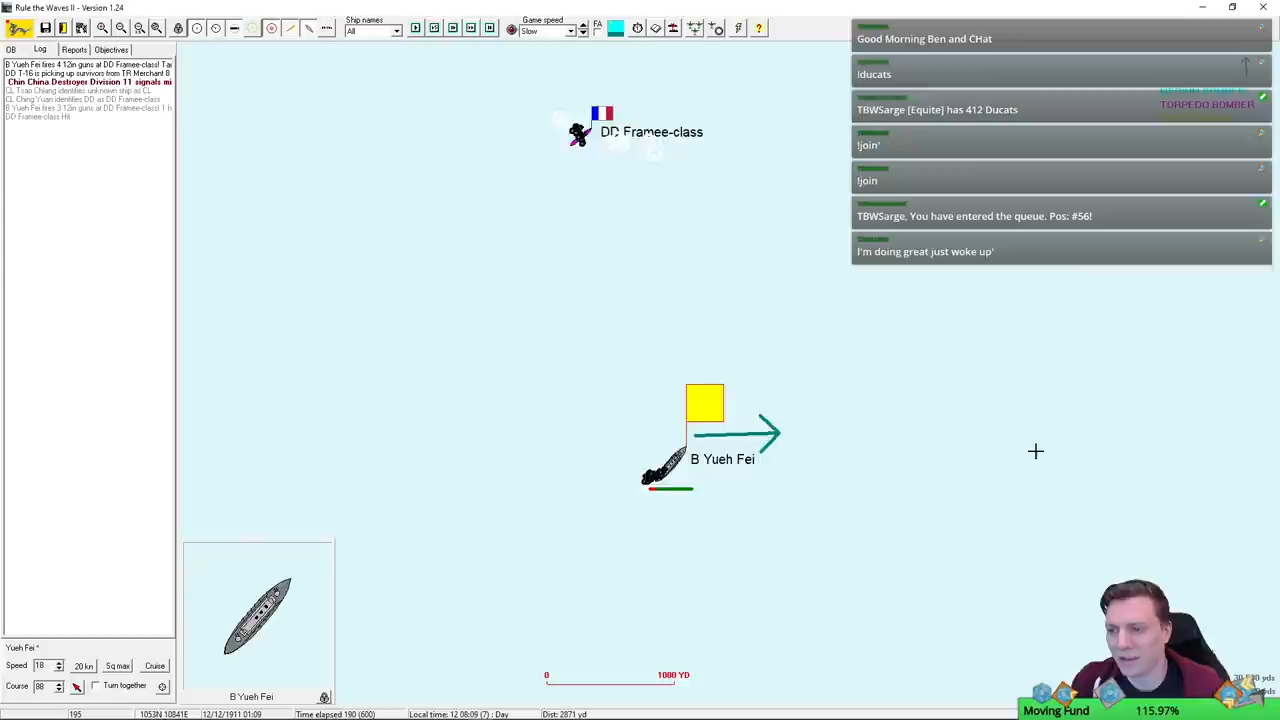 Rule the Waves II - Version 1.24
Ship names
All
Game speed
Slow
FA
OB
Log
Reports
Objectives
B Yueh Fei fires 4.12in guns at DD Framee-class!
DD T-16 is picking up survivors from TR Merchant 8
Chin China Destroyer Division 11 signals mi
CL Tsao Chiang identifies unknown ship as CL
CL Ching Yuan identifies DD as DD Framee-class
B Yueh Fei fires 3.12in guns at DD Framee-class! 1 h
DD Framee-class Hit
DD Framee-class
B Yueh Fei
0
1000 YD
Good Morning Ben and CHat
!ducats
TORPEDO BOMBER
TBWSarge [Equite] has 412 Ducats
!join'
!join
TBWSarge, You have entered the queue. Pos: #56!
I'm doing great just woke up'
B Yueh Fei
Yueh Fei *
Speed
18
20 kn
Sq max
Cruise
Course
88
Turn together
Moving Fund
115.97%
195
1053N 10841E
12/12/1911 01:09
Time elapsed 190 (600)
Local time: 12 08:09 (7) : Day
Dist: 2871 yd